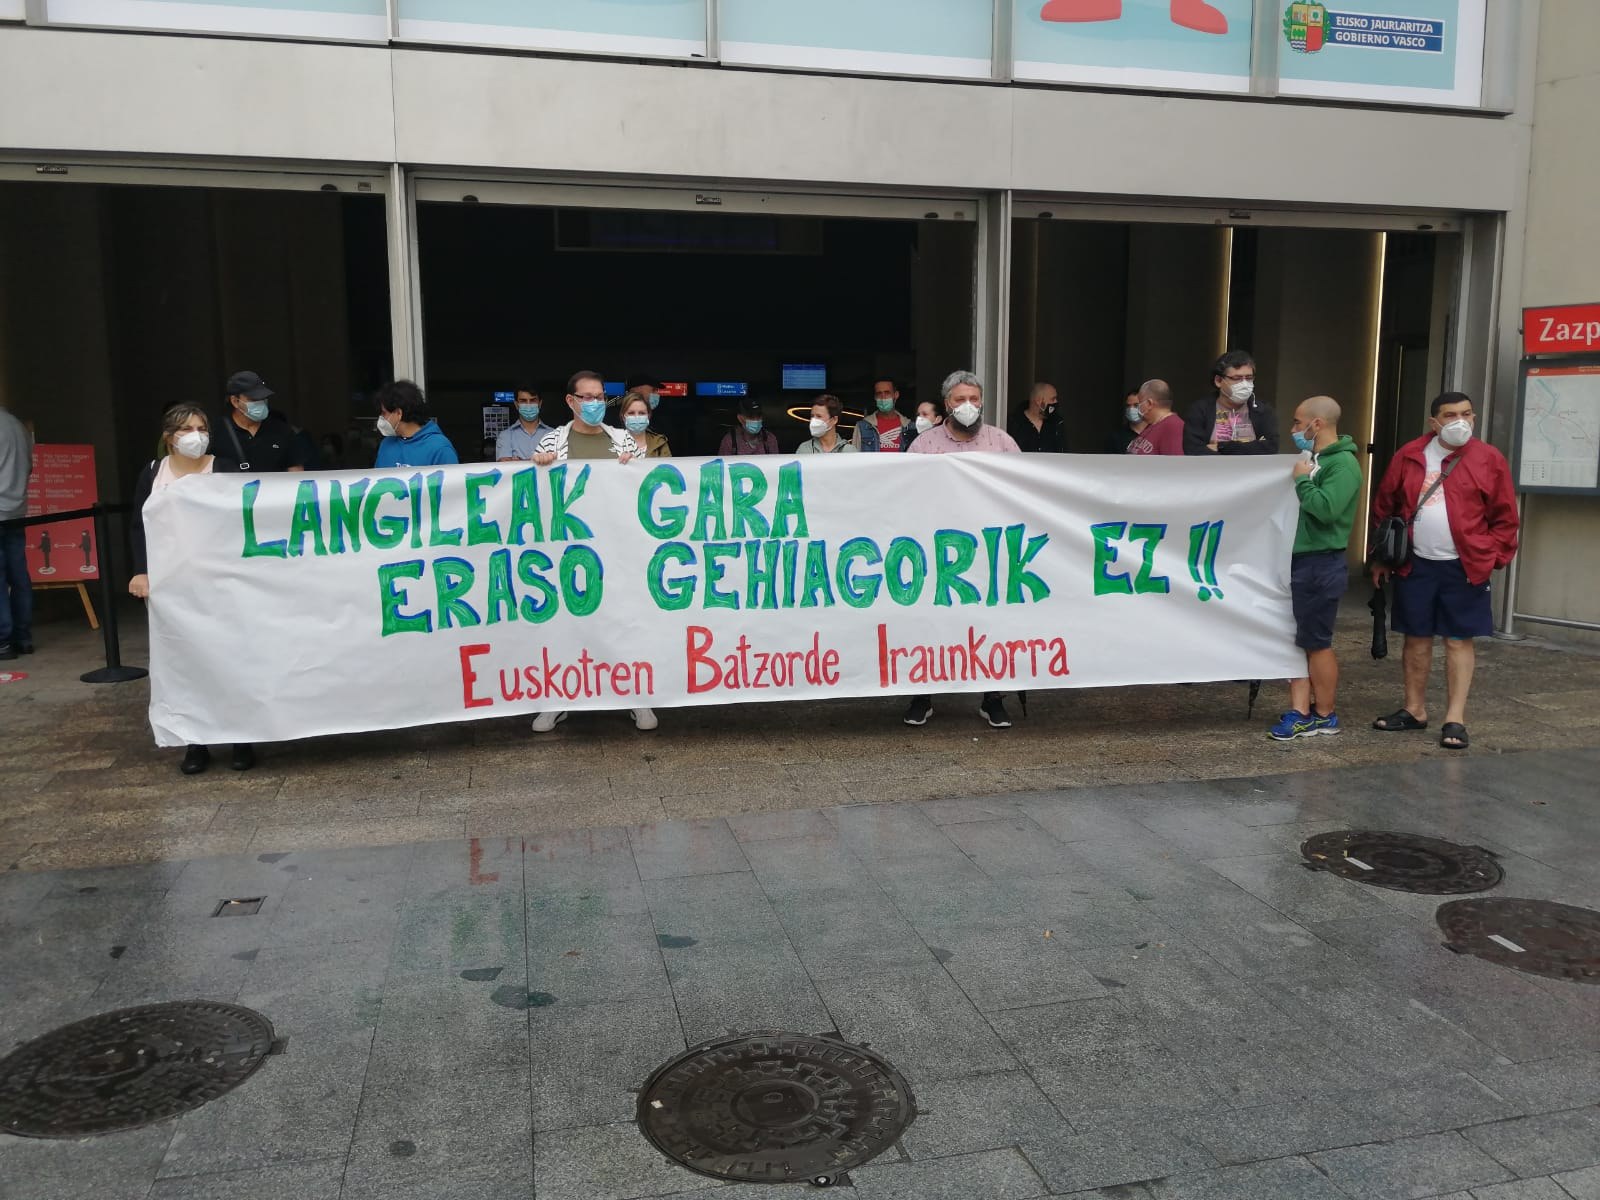 EUSKO JAURLARITZA
GOBIERNO VASCO
Zazp
LANGILEAK GARA
ERASO GEHIAGORIK EZ !!
Euskotren Batzorde Iraunkorra